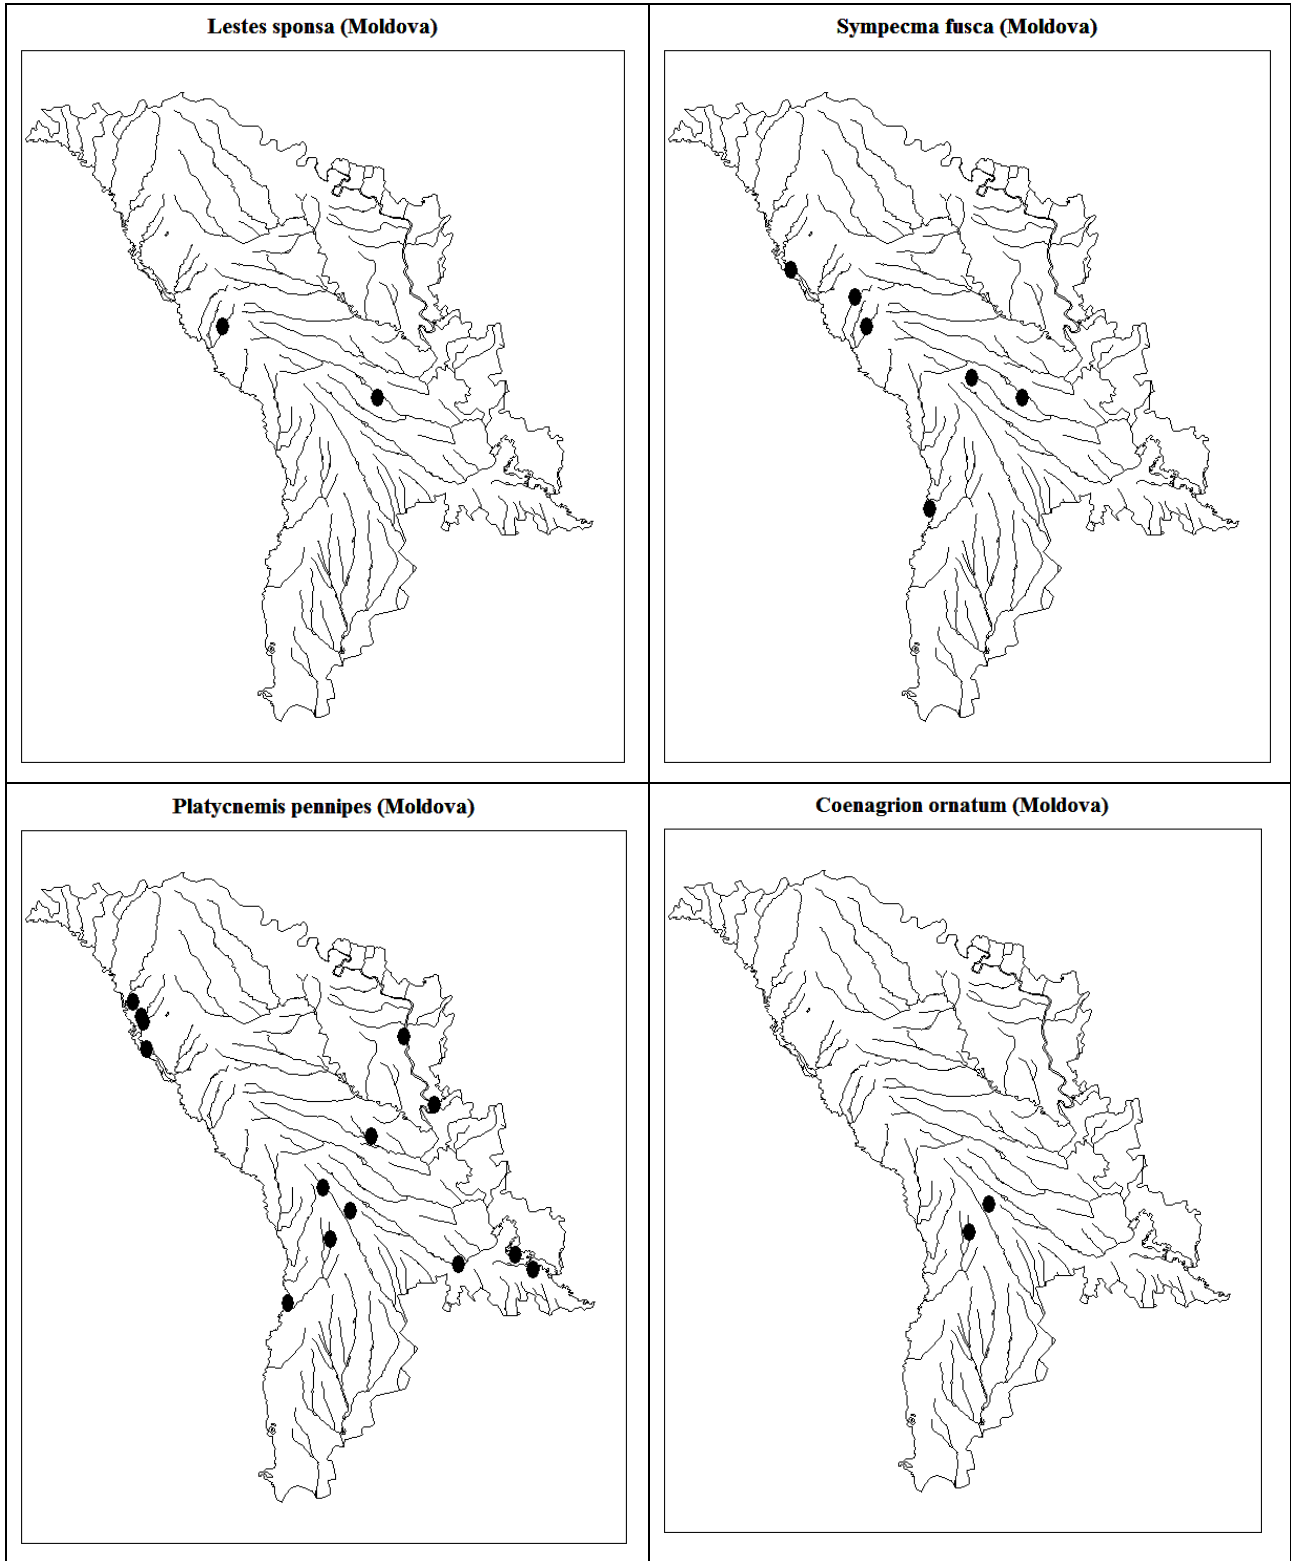 Lestes sponsa (Moldova)
Sympecma fusca (Moldova)
Platycnemis pennipes (Moldova)
Coenagrion ornatum (Moldova)